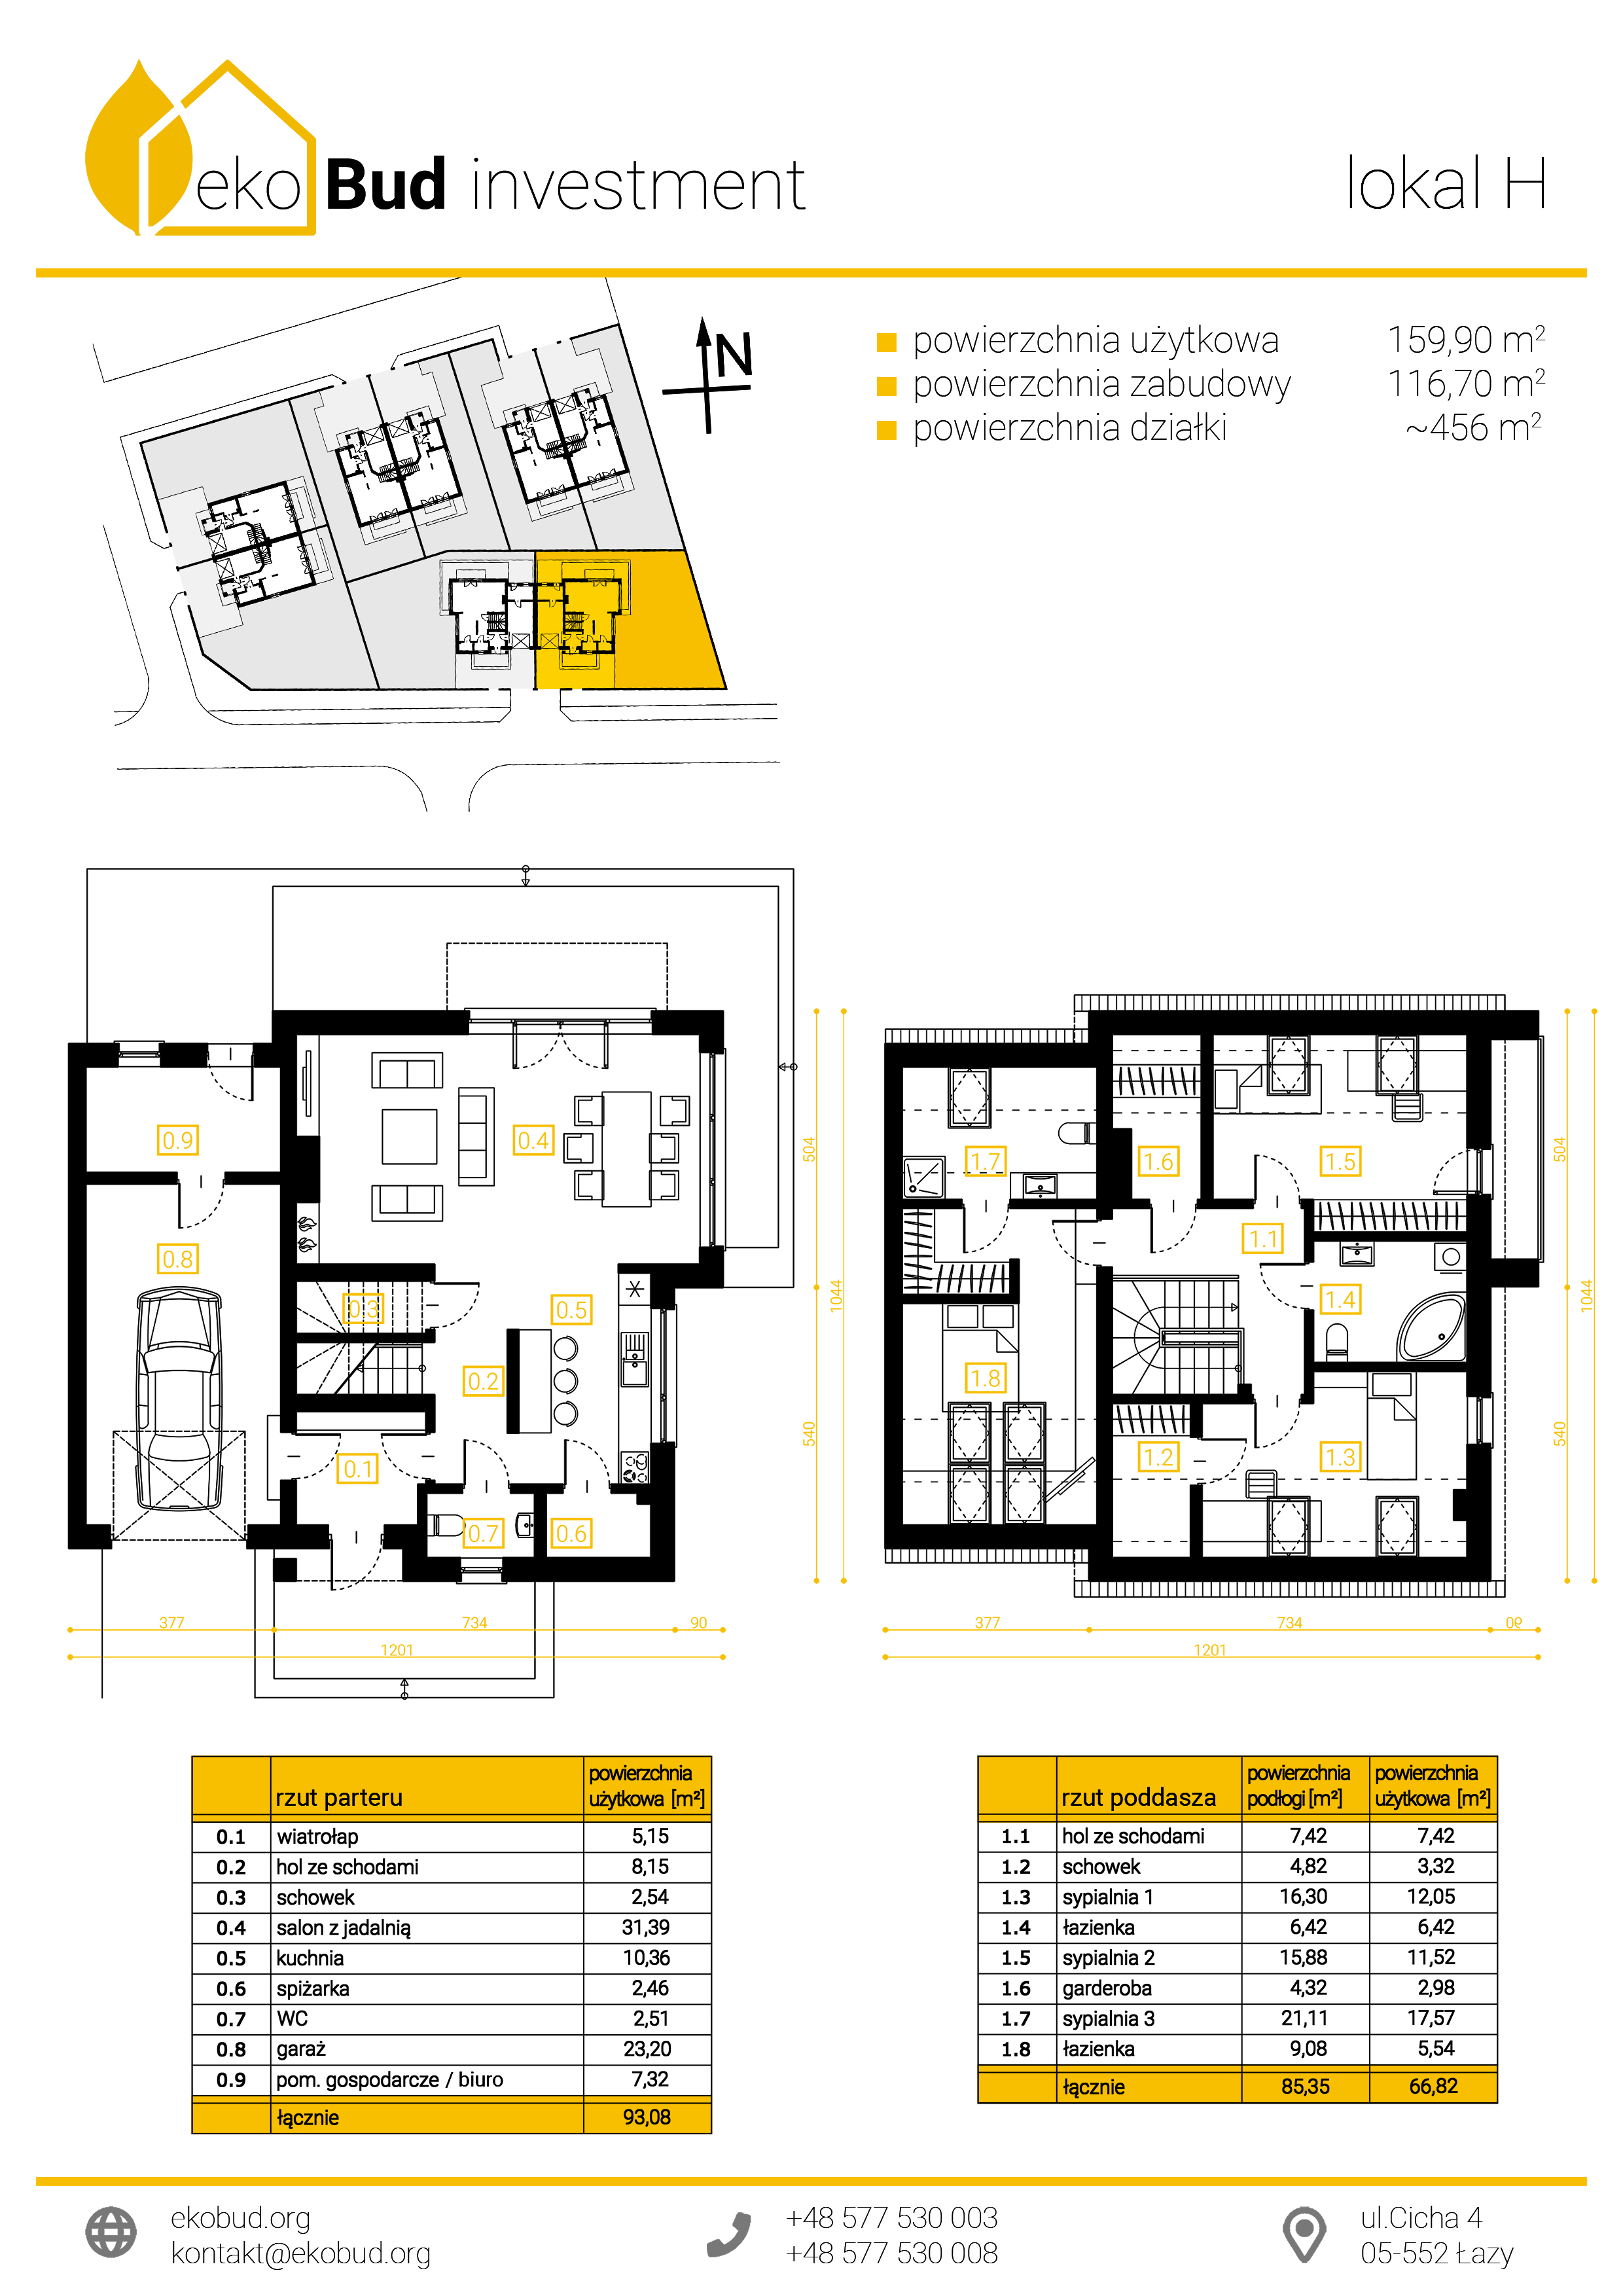 eko Bud investment
lokal H
N
powierzchnia użytkowa 159,90 m²
powierzchnia zabudowy 116,70 m²
powierzchnia działki ~456 m²
0.9
0.4
0.8
0.3
0.5
0.2
0.1
0.7
0.6
504
1044
540
377
734
90
1201
1.7
1.6
1.5
1.1
1.4
1.8
1.2
1.3
504
1044
540
377
734
90
1201
rzut parteru powierzchnia użytkowa [m²]
0.1 wiatrołap 5,15
0.2 hol ze schodami 8,15
0.3 schowek 2,54
0.4 salon z jadalnią 31,39
0.5 kuchnia 10,36
0.6 spiżarka 2,46
0.7 WC 2,51
0.8 garaż 23,20
0.9 pom. gospodarcze / biuro 7,32
łącznie 93,08
rzut poddasza powierzchnia podłogi [m²] powierzchnia użytkowa [m²]
1.1 hol ze schodami 7,42 7,42
1.2 schowek 4,82 3,32
1.3 sypialnia 1 16,30 12,05
1.4 łazienka 6,42 6,42
1.5 sypialnia 2 15,88 11,52
1.6 garderoba 4,32 2,98
1.7 sypialnia 3 21,11 17,57
1.8 łazienka 9,08 5,54
łącznie 85,35 66,82
ekobud.org
kontakt@ekobud.org
+48 577 530 003
+48 577 530 008
ul.Cicha 4
05-552 Łazy